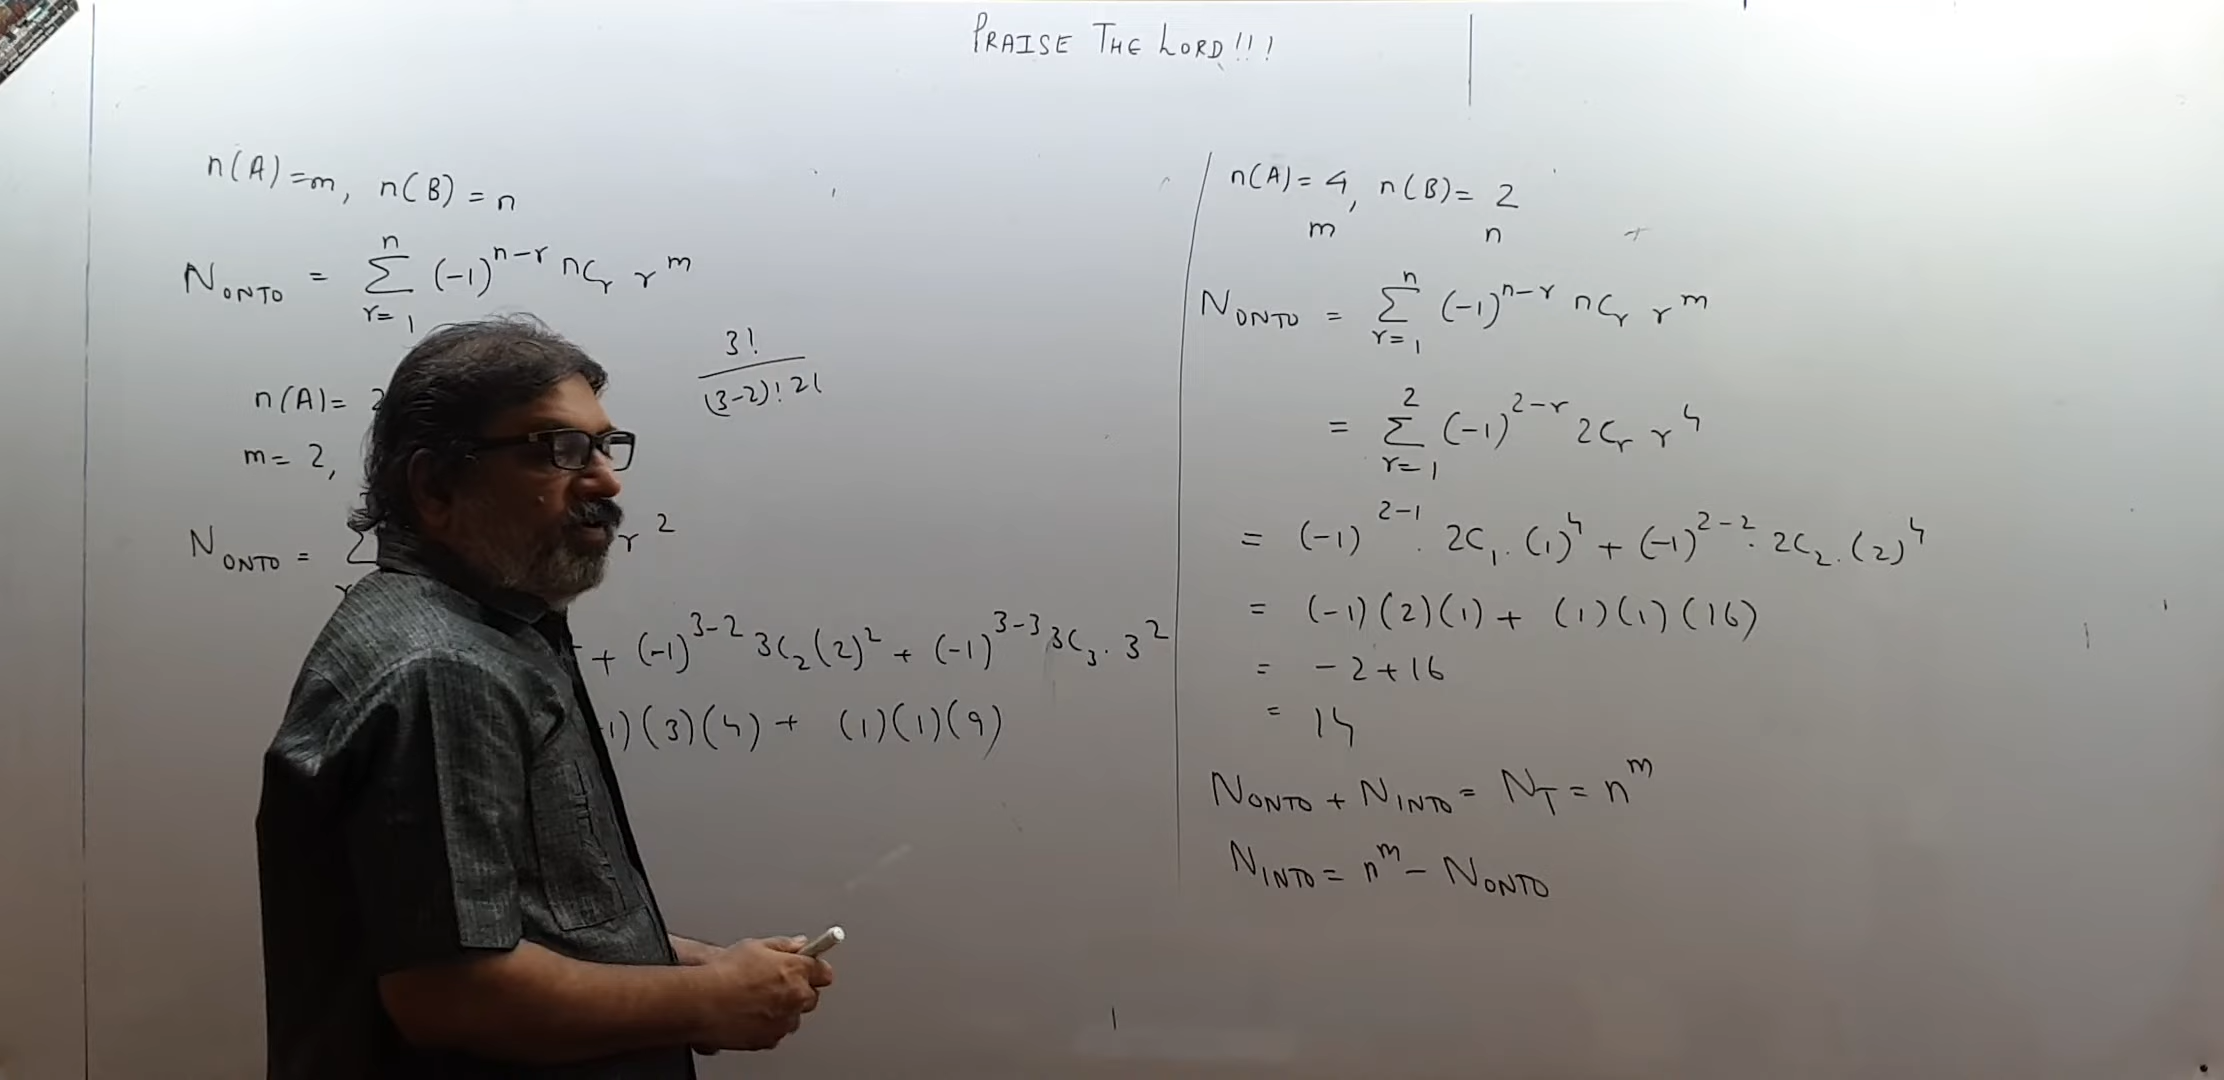 PRAISE THE LORD!!!
n(A) = m, n(B) = n
N_ONTO = Σ_{r=1}^{n} (-1)^{n-r} nC_r r^m
3!
(3-2)! 2!
n(A) = 2
m = 2,
N_ONTO = Σ r^2
+ (-1)^{3-2} 3C_2 (2)^2 + (-1)^{3-3} 3C_3 . 3^2
1)(3)(4) + (1)(1)(9)
n(A) = 4, n(B) = 2
m n
N_ONTO = Σ_{r=1}^{n} (-1)^{n-r} nC_r r^m
= Σ_{r=1}^{2} (-1)^{2-r} 2C_r r^4
= (-1)^{2-1} . 2C_1 . (1)^4 + (-1)^{2-2} . 2C_2 . (2)^4
= (-1)(2)(1) + (1)(1)(16)
= -2+16
= 14
N_ONTO + N_INTO = N_T = n^m
N_INTO = n^m - N_ONTO